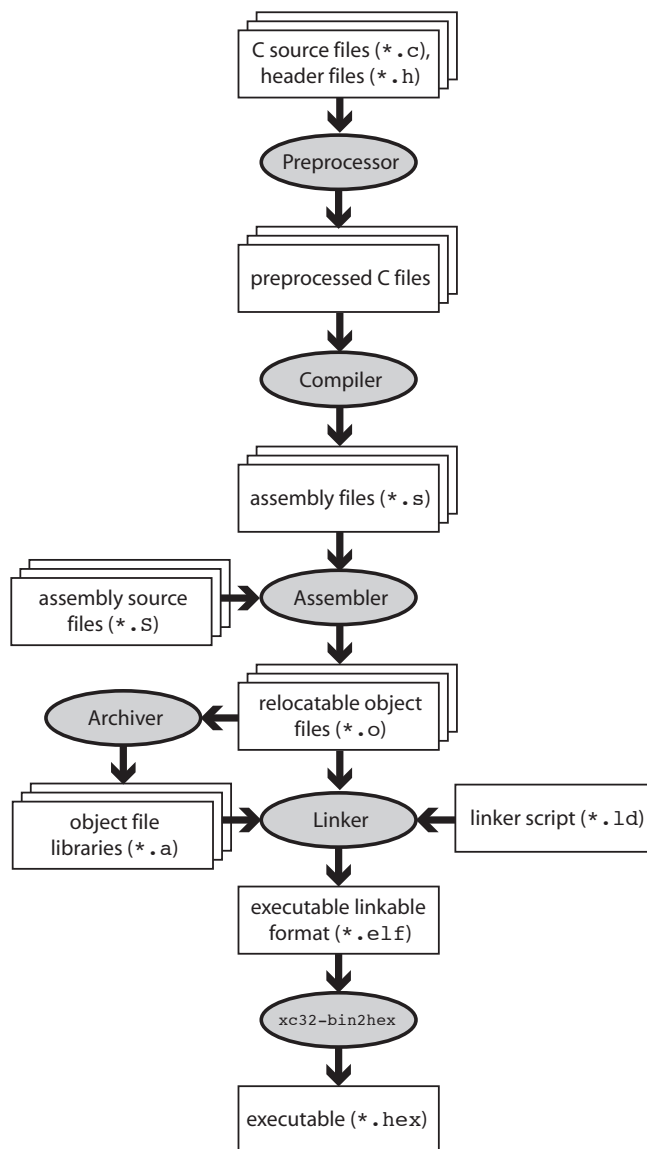 C source files (*.c),
header files (*.h)
Preprocessor
preprocessed C files
Compiler
assembly files (*.s)
assembly source
files (*.S)
Assembler
relocatable object
files (*.o)
Archiver
object file
libraries (*.a)
Linker
linker script (*.ld)
executable linkable
format (*.elf)
xc32-bin2hex
executable (*.hex)